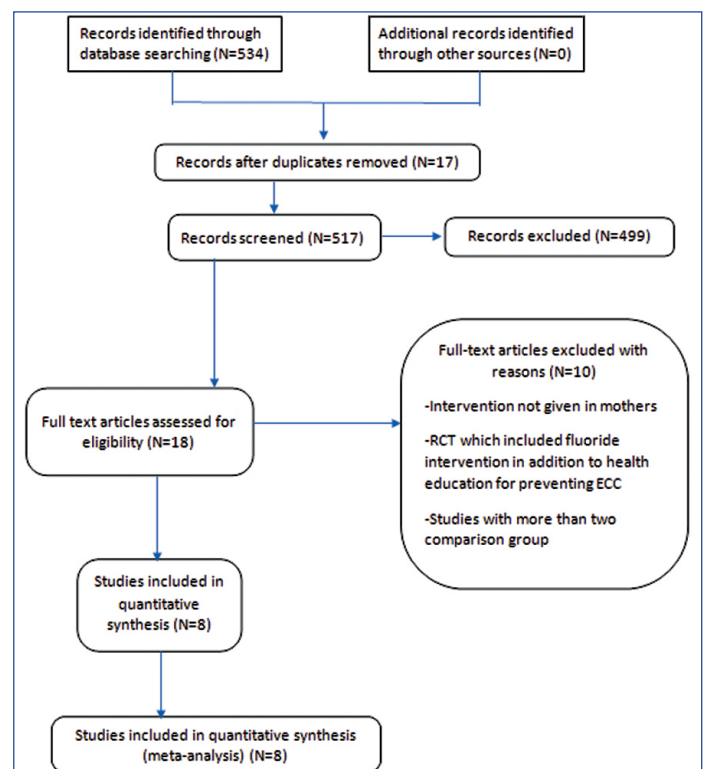 Records identified through
database searching (N=534)
Additional records identified
through other sources (N=0)
Records after duplicates removed (N=17)
Records screened (N=517)
Records excluded (N=499)
Full text articles assessed for
eligibility (N=18)
Full-text articles excluded with
reasons (N=10)
-Intervention not given in mothers
-RCT which included fluoride
intervention in addition to health
education for preventing ECC
-Studies with more than two
comparison group
Studies included in
quantitative
synthesis (N=8)
Studies included in quantitative synthesis
(meta-analysis) (N=8)